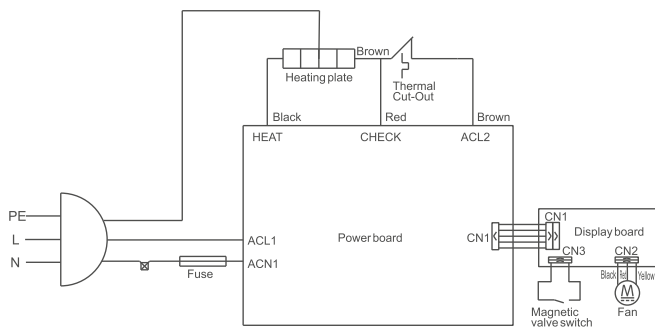 Brown
Heating plate
Thermal
Cut-Out
Black
Red
Brown
HEAT
CHECK
ACL2
PE
L
N
ACL1
ACN1
Fuse
Power board
CN1
CN1
Display board
CN3
CN2
Black
Red
Yellow
M
Magnetic
valve switch
Fan